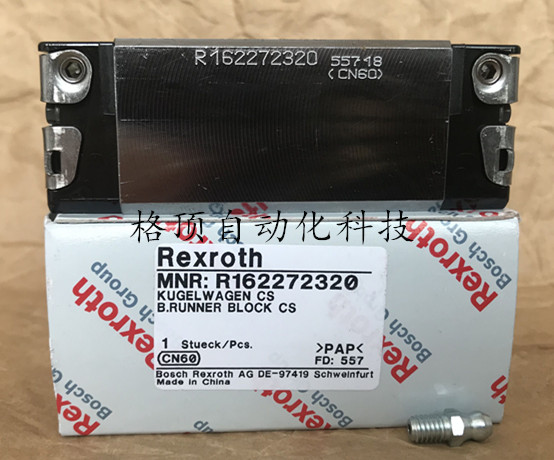 R162272320
55718
(CN60)
格顶自动化科技
Rexroth
MNR: R162272320
KUGELWAGEN CS
B.RUNNER BLOCK CS
1 Stueck/Pcs.
>PAP<
CN60
FD: 557
Bosch Rexroth AG DE-97419 Schweinfurt
Made in China
Rexroth
Bosch Group
Rexroth
Bosch Group